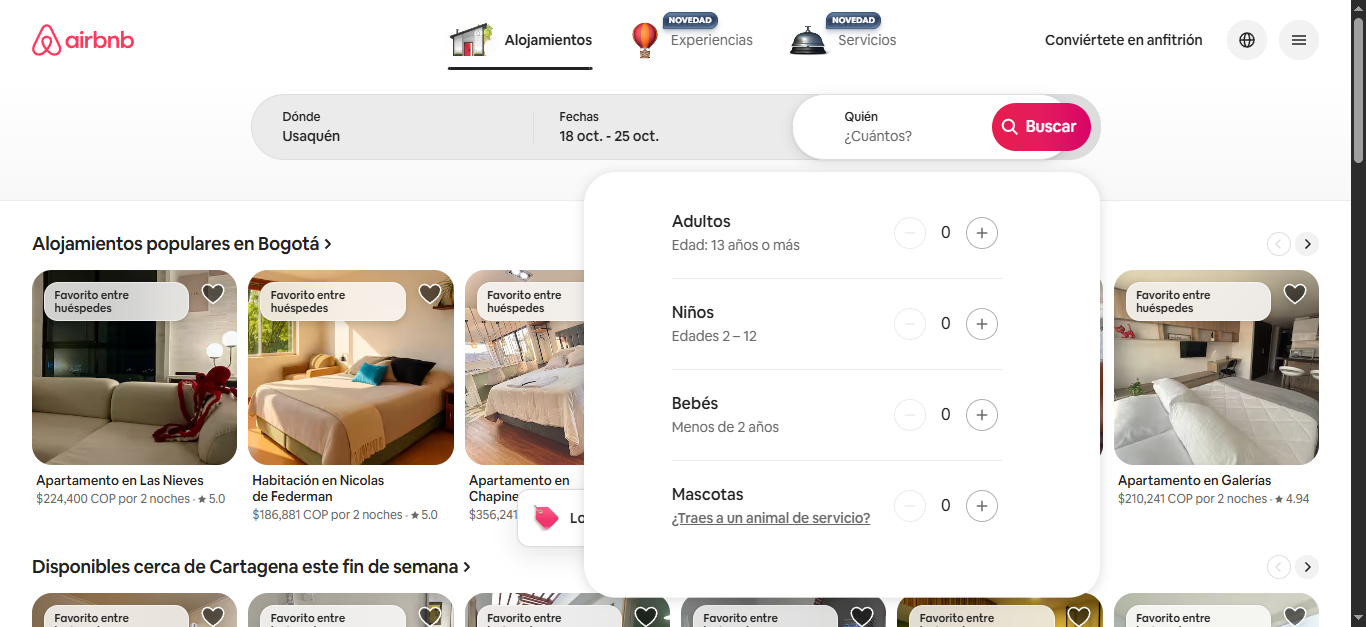 airbnb
Alojamientos
NOVEDAD
Experiencias
NOVEDAD
Servicios
Conviértete en anfitrión
Dónde
Usaquén
Fechas
18 oct. - 25 oct.
Quién
¿Cuántos?
Buscar
Adultos
Edad: 13 años o más
0
Niños
Edades 2 – 12
0
Bebés
Menos de 2 años
0
Mascotas
¿Traes a un animal de servicio?
0
Alojamientos populares en Bogotá
Favorito entre
huéspedes
Apartamento en Las Nieves
$224,400 COP por 2 noches · ★ 5.0
Favorito entre
huéspedes
Habitación en Nicolas
de Federman
$186,881 COP por 2 noches · ★ 5.0
Favorito entre
huéspedes
Apartamento en
Chapine
$356,241
Lo
Favorito entre
huéspedes
Apartamento en Galerías
$210,241 COP por 2 noches · ★ 4.94
Disponibles cerca de Cartagena este fin de semana
Favorito entre
Favorito entre
Favorito entre
Favorito entre
Favorito entre
Favorito entre